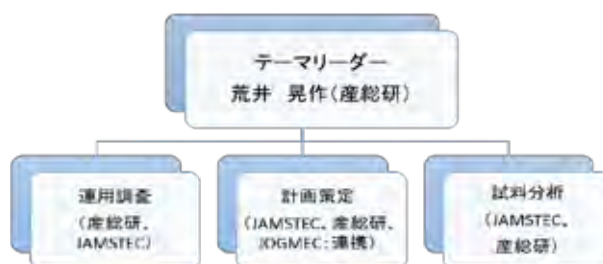 テーマリーダー
荒井 晃作(産総研)
運用調査
(産総研、
JAMSTEC)
計画策定
(JAMSTEC、産総研、
JOGMEC:連携)
試料分析
(JAMSTEC、
産総研)